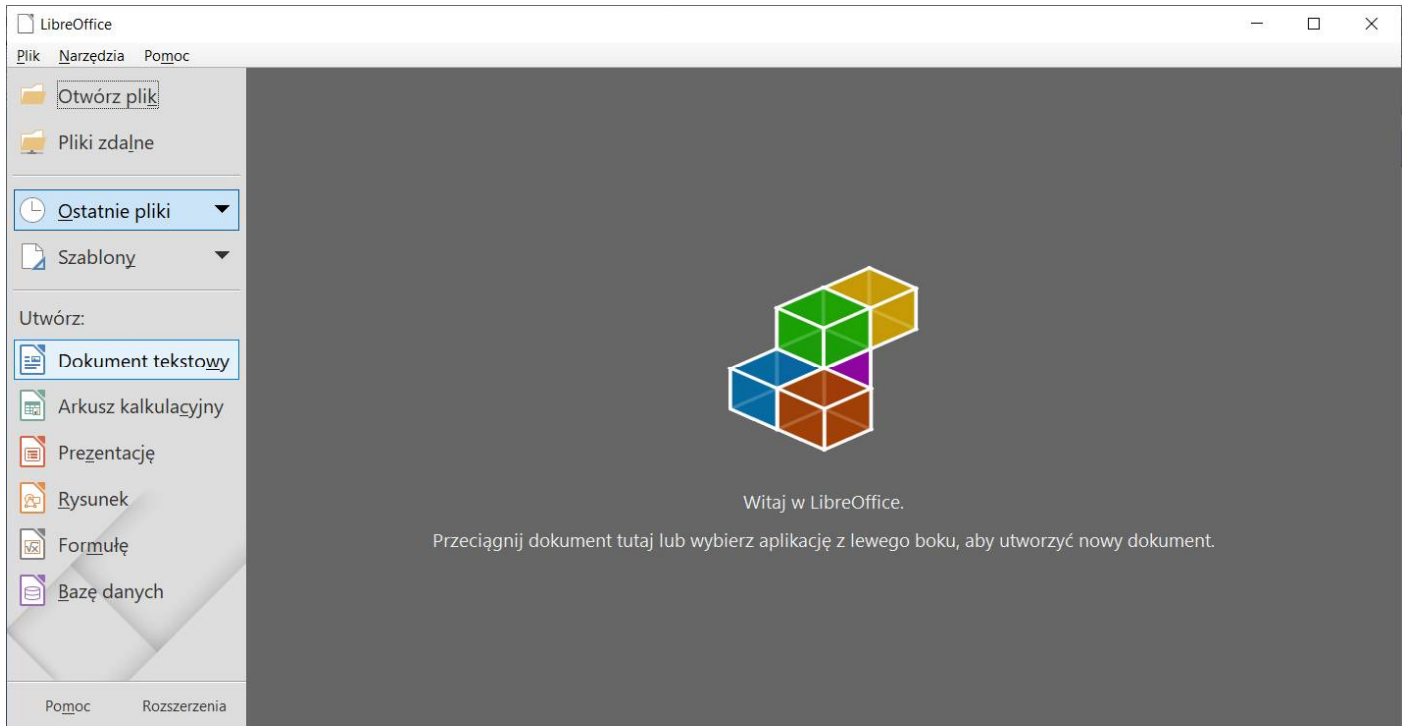 LibreOffice
Plik Narzędzia Pomoc
Otwórz plik
Pliki zdalne
Ostatnie pliki
Szablony
Utwórz:
Dokument tekstowy
Arkusz kalkulacyjny
Prezentację
Rysunek
Formułę
Bazę danych
Pomoc Rozszerzenia
Witaj w LibreOffice.
Przeciągnij dokument tutaj lub wybierz aplikację z lewego boku, aby utworzyć nowy dokument.